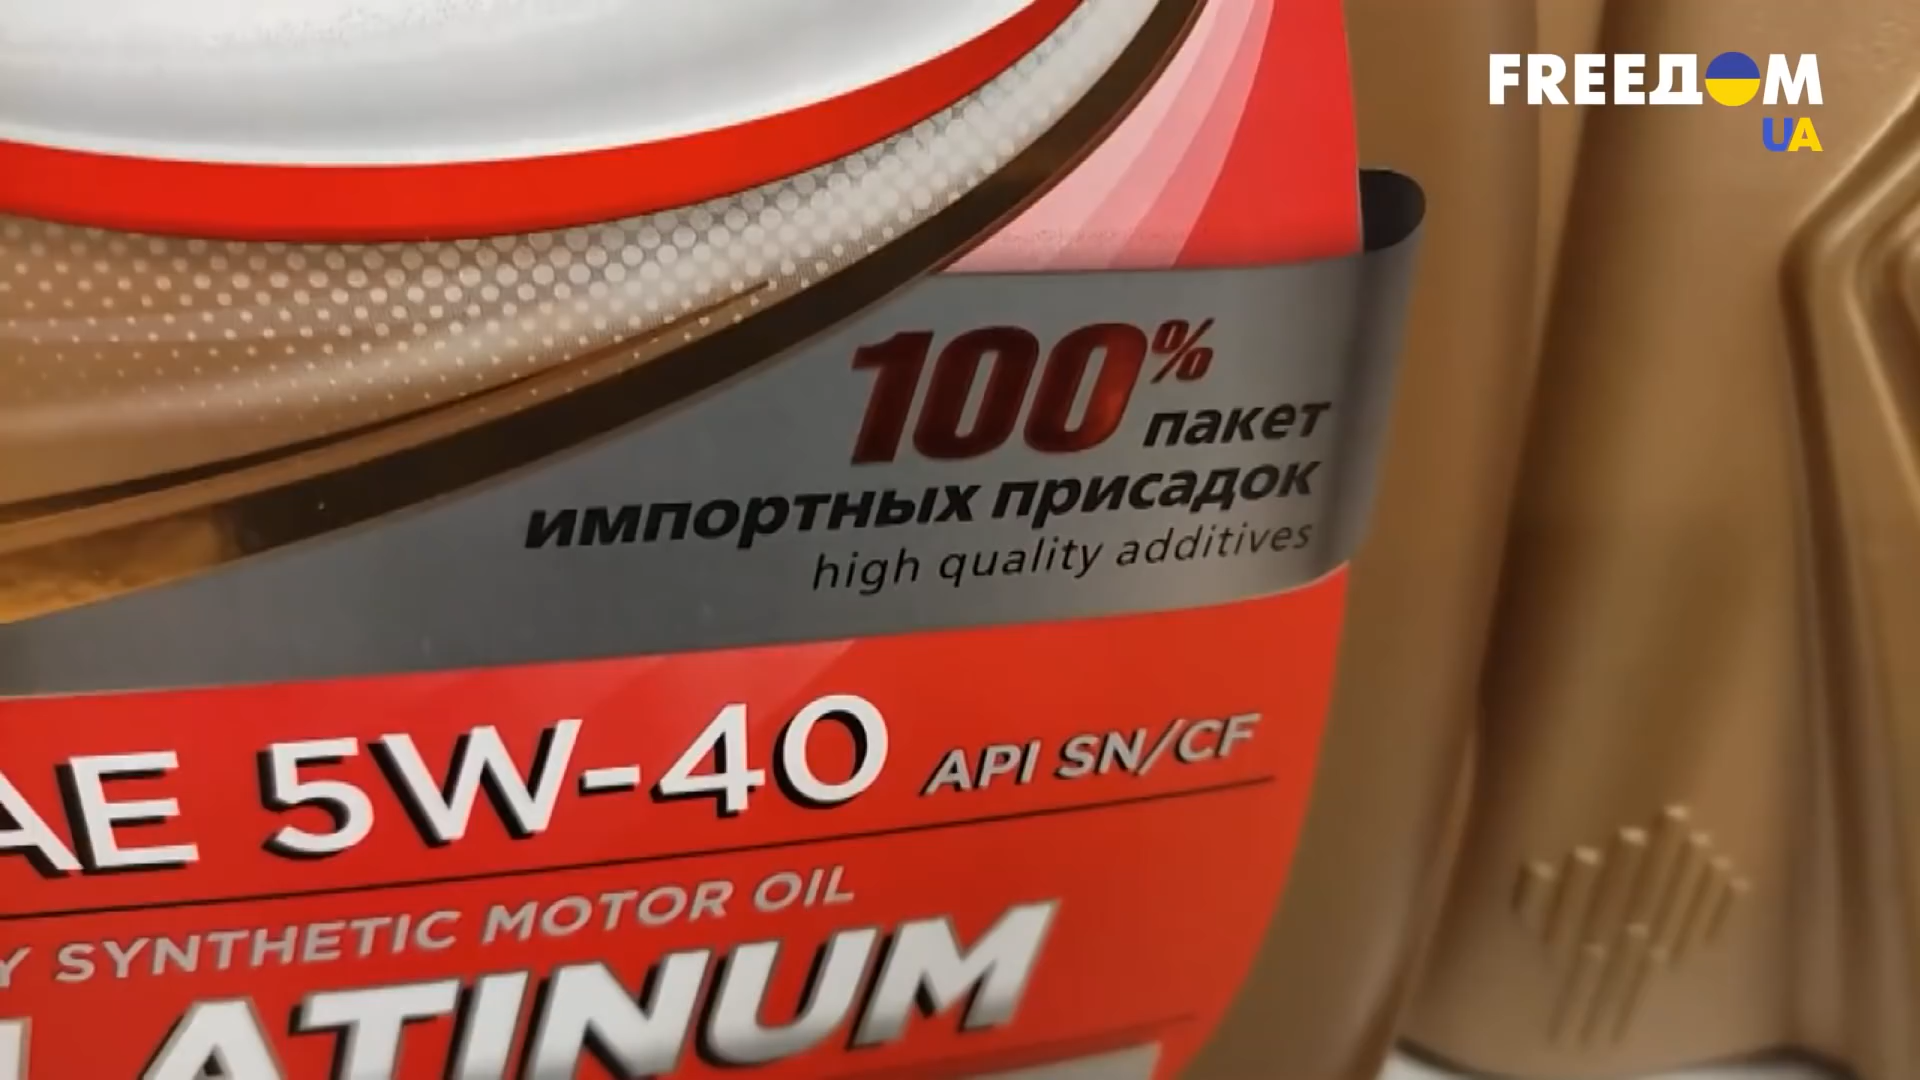 FREEДOM
UA
100%
пакет
импортных присадок
high quality additives
AE 5W-40 API SN/CF
Y SYNTHETIC MOTOR OIL
LATINUM